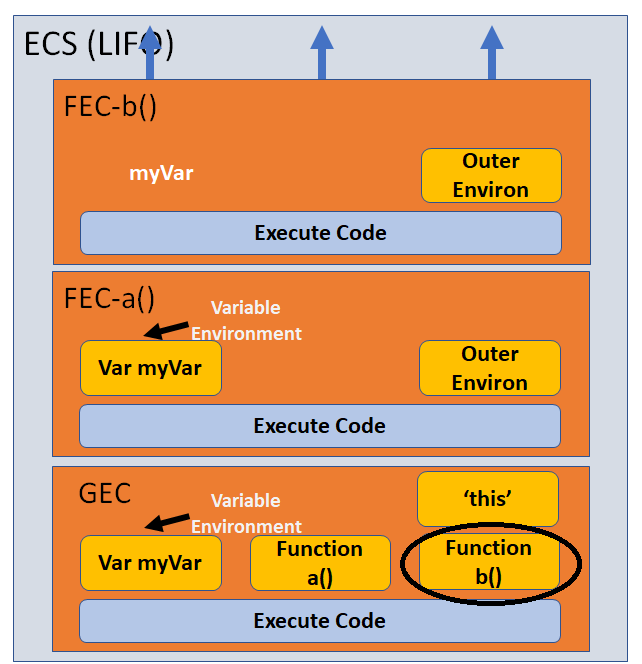 ECS (LIFO)
FEC-b()
myVar
Outer
Environ
Execute Code
FEC-a()
Variable
Environment
Var myVar
Outer
Environ
Execute Code
GEC
Variable
Environment
‘this’
Var myVar
Function
a()
Function
b()
Execute Code